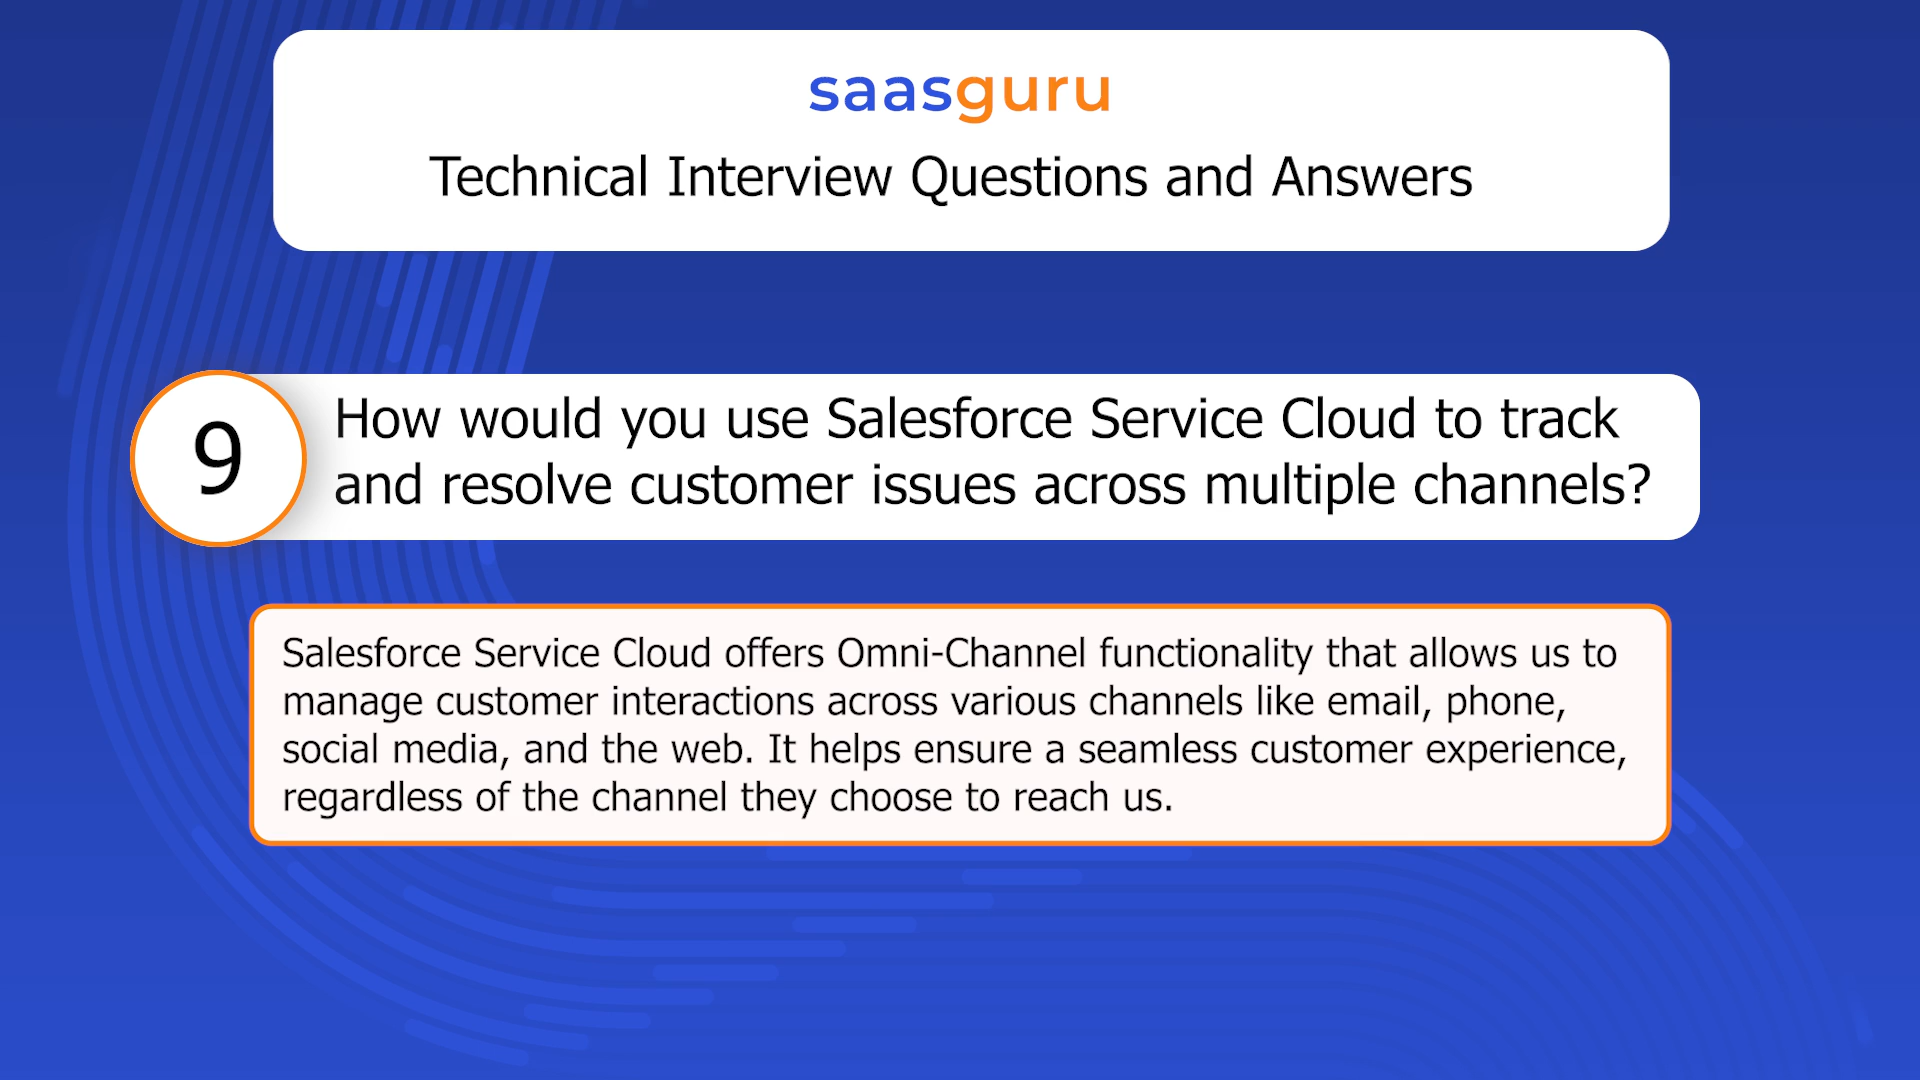 saasguru
Technical Interview Questions and Answers
9
How would you use Salesforce Service Cloud to track
and resolve customer issues across multiple channels?
Salesforce Service Cloud offers Omni-Channel functionality that allows us to
manage customer interactions across various channels like email, phone,
social media, and the web. It helps ensure a seamless customer experience,
regardless of the channel they choose to reach us.